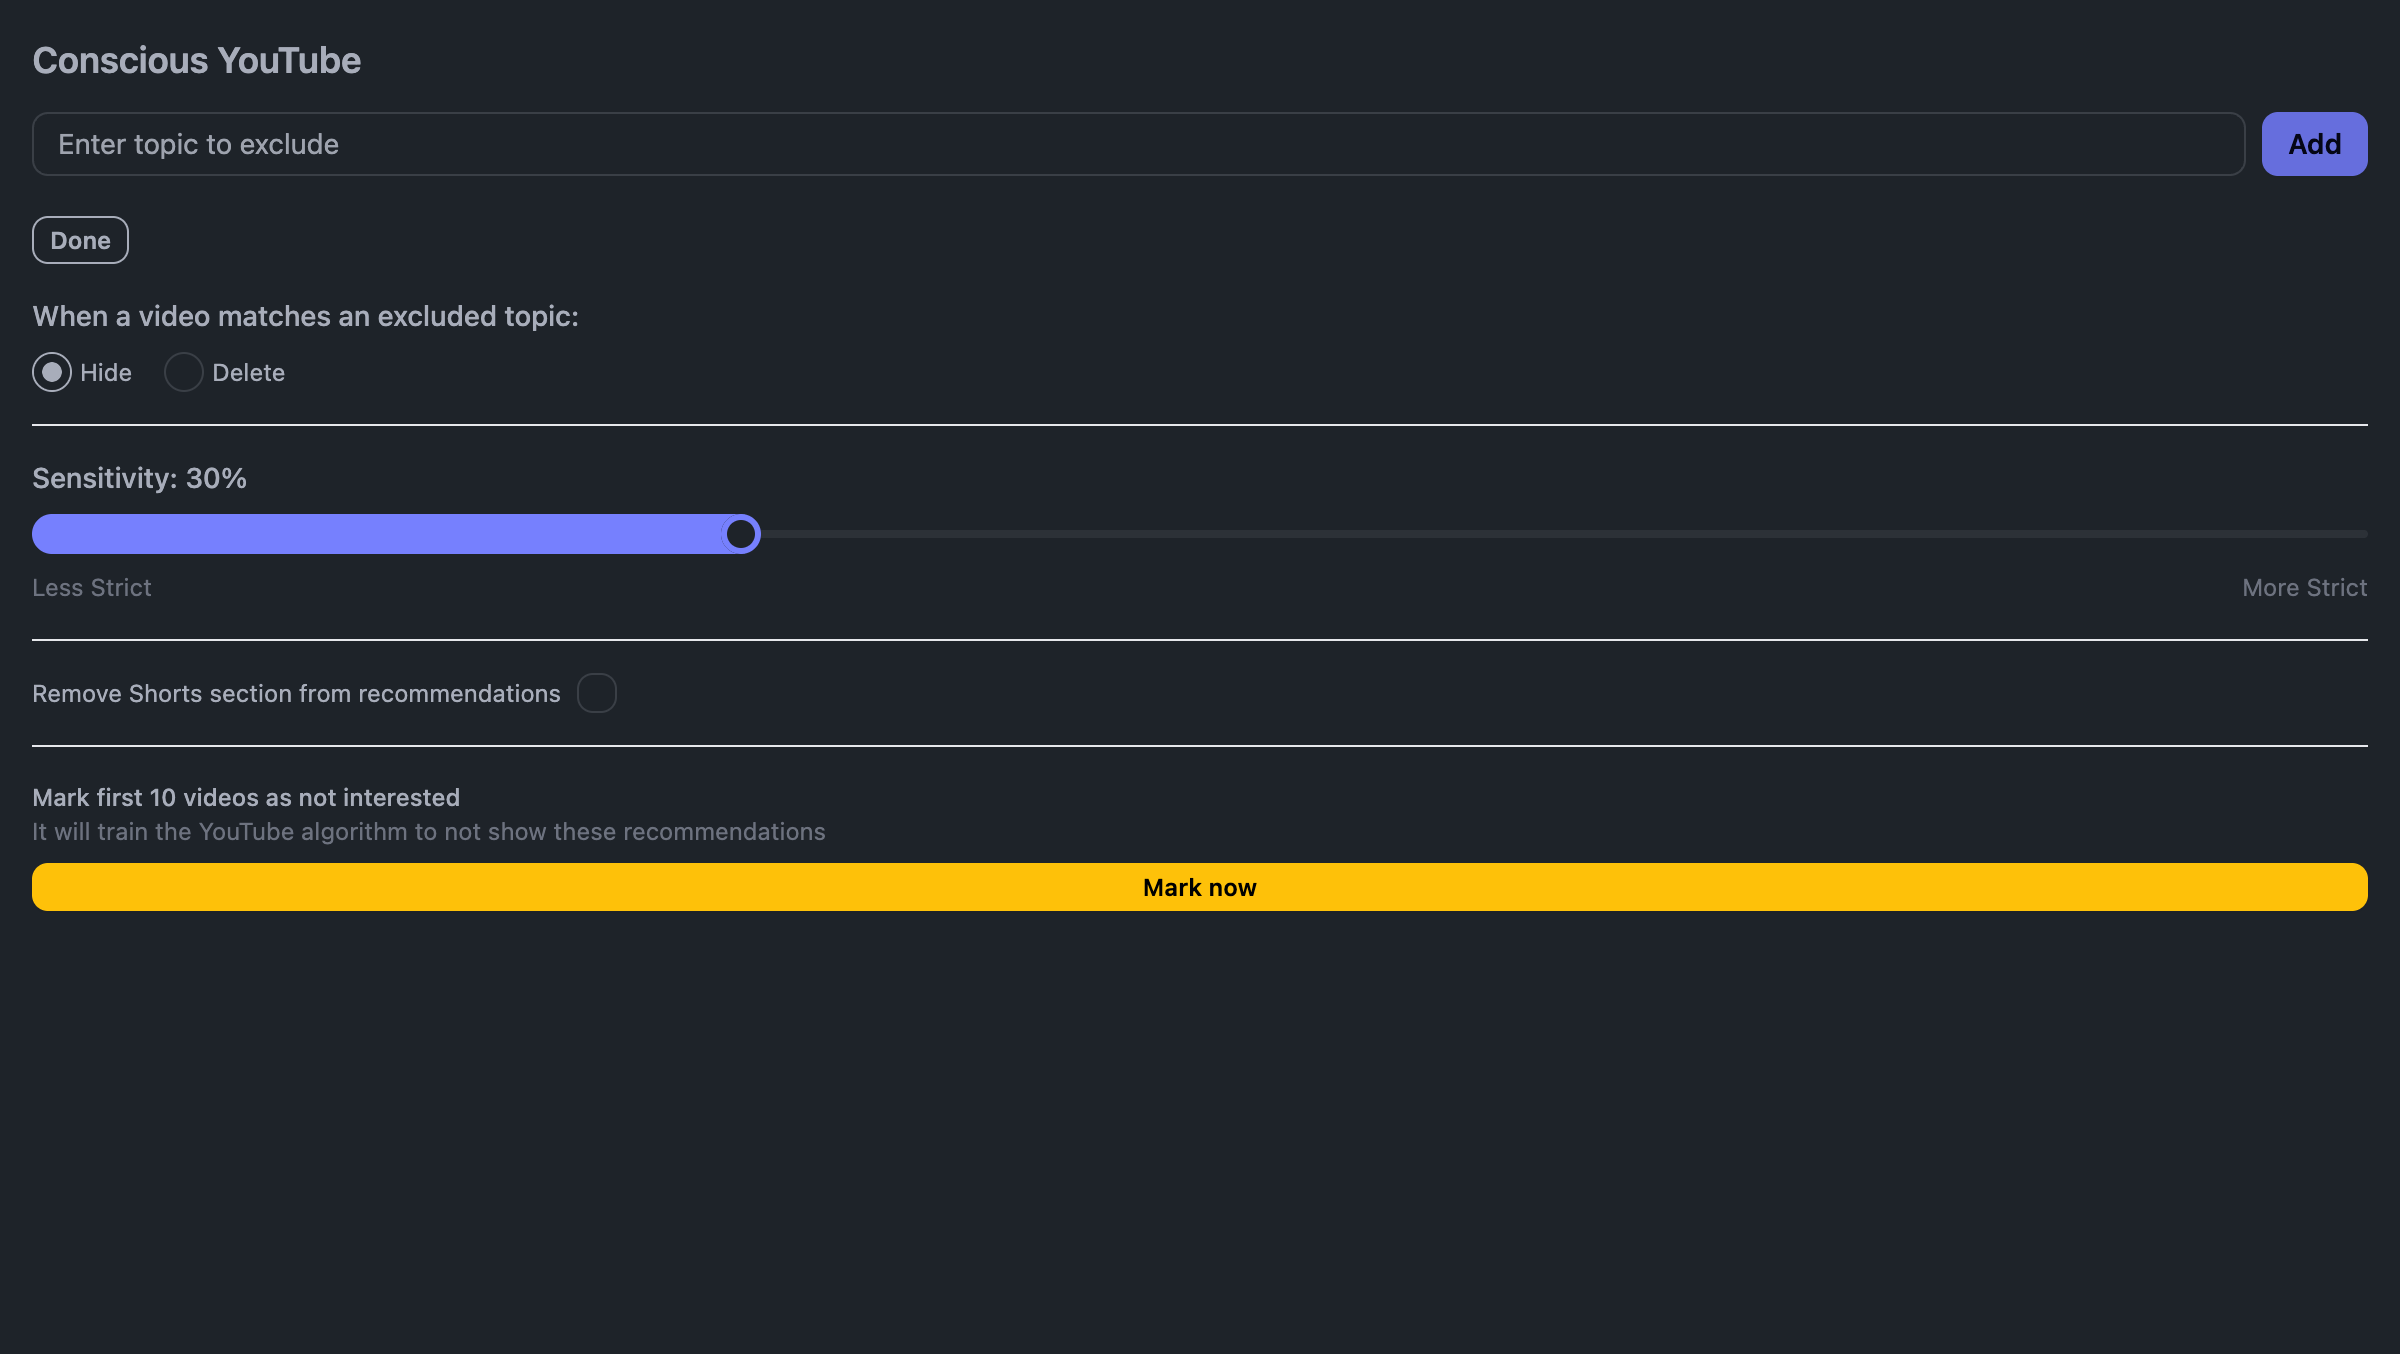 Conscious YouTube
Enter topic to exclude
Add
Done
When a video matches an excluded topic:
Hide
Delete
Sensitivity: 30%
Less Strict
More Strict
Remove Shorts section from recommendations
Mark first 10 videos as not interested
It will train the YouTube algorithm to not show these recommendations
Mark now